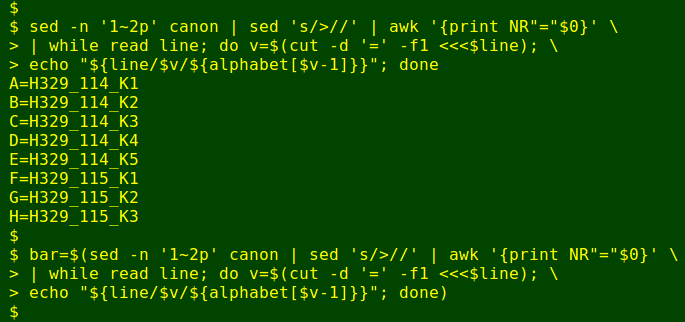 $
$ sed -n '1~2p' canon | sed 's/>//' | awk '{print NR"="$0}' \
> | while read line; do v=$(cut -d '=' -f1 <<<$line); \
> echo "${line/$v/${alphabet[$v-1]}}"; done
A=H329_114_K1
B=H329_114_K2
C=H329_114_K3
D=H329_114_K4
E=H329_114_K5
F=H329_115_K1
G=H329_115_K2
H=H329_115_K3
$
$ bar=$(sed -n '1~2p' canon | sed 's/>//' | awk '{print NR"="$0}' \
> | while read line; do v=$(cut -d '=' -f1 <<<$line); \
> echo "${line/$v/${alphabet[$v-1]}}"; done)
$